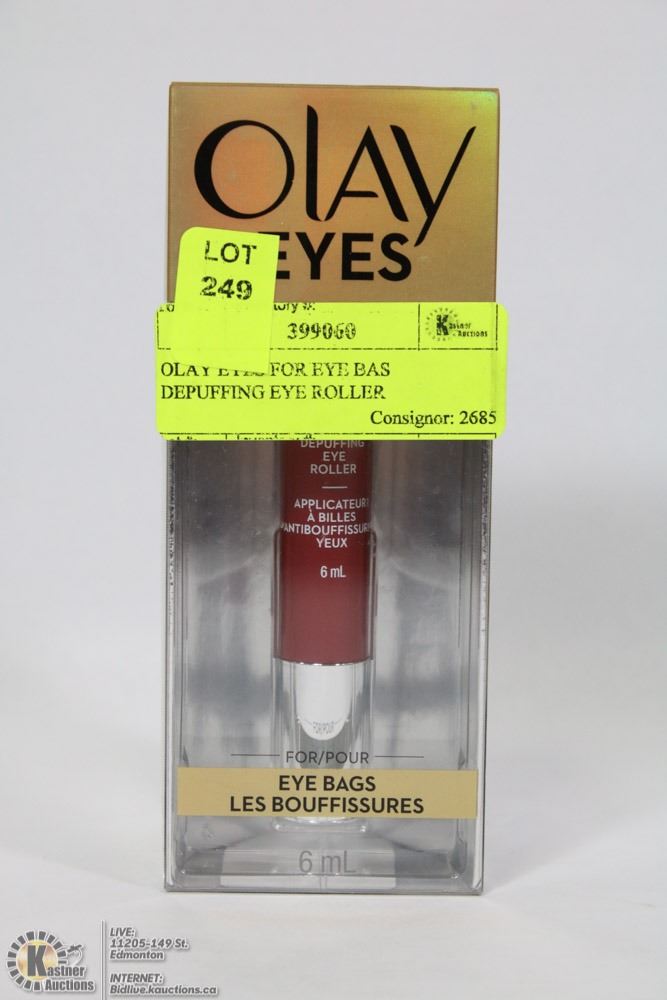 Olay
EYES
LOT
249
399060
Kastner
Auctions
OLAY EYES FOR EYE BAS
DEPUFFING EYE ROLLER
Consignor: 2685
DEPUFFING
EYE
ROLLER
APPLICATEUR
À BILLES
ANTIBOUFFISSURES
YEUX
6 mL
FOR/POUR
EYE BAGS
LES BOUFFISSURES
6 mL
Kastner
Auctions
LIVE:
11205-149 St.
Edmonton
INTERNET:
Bidlive.kauctions.ca